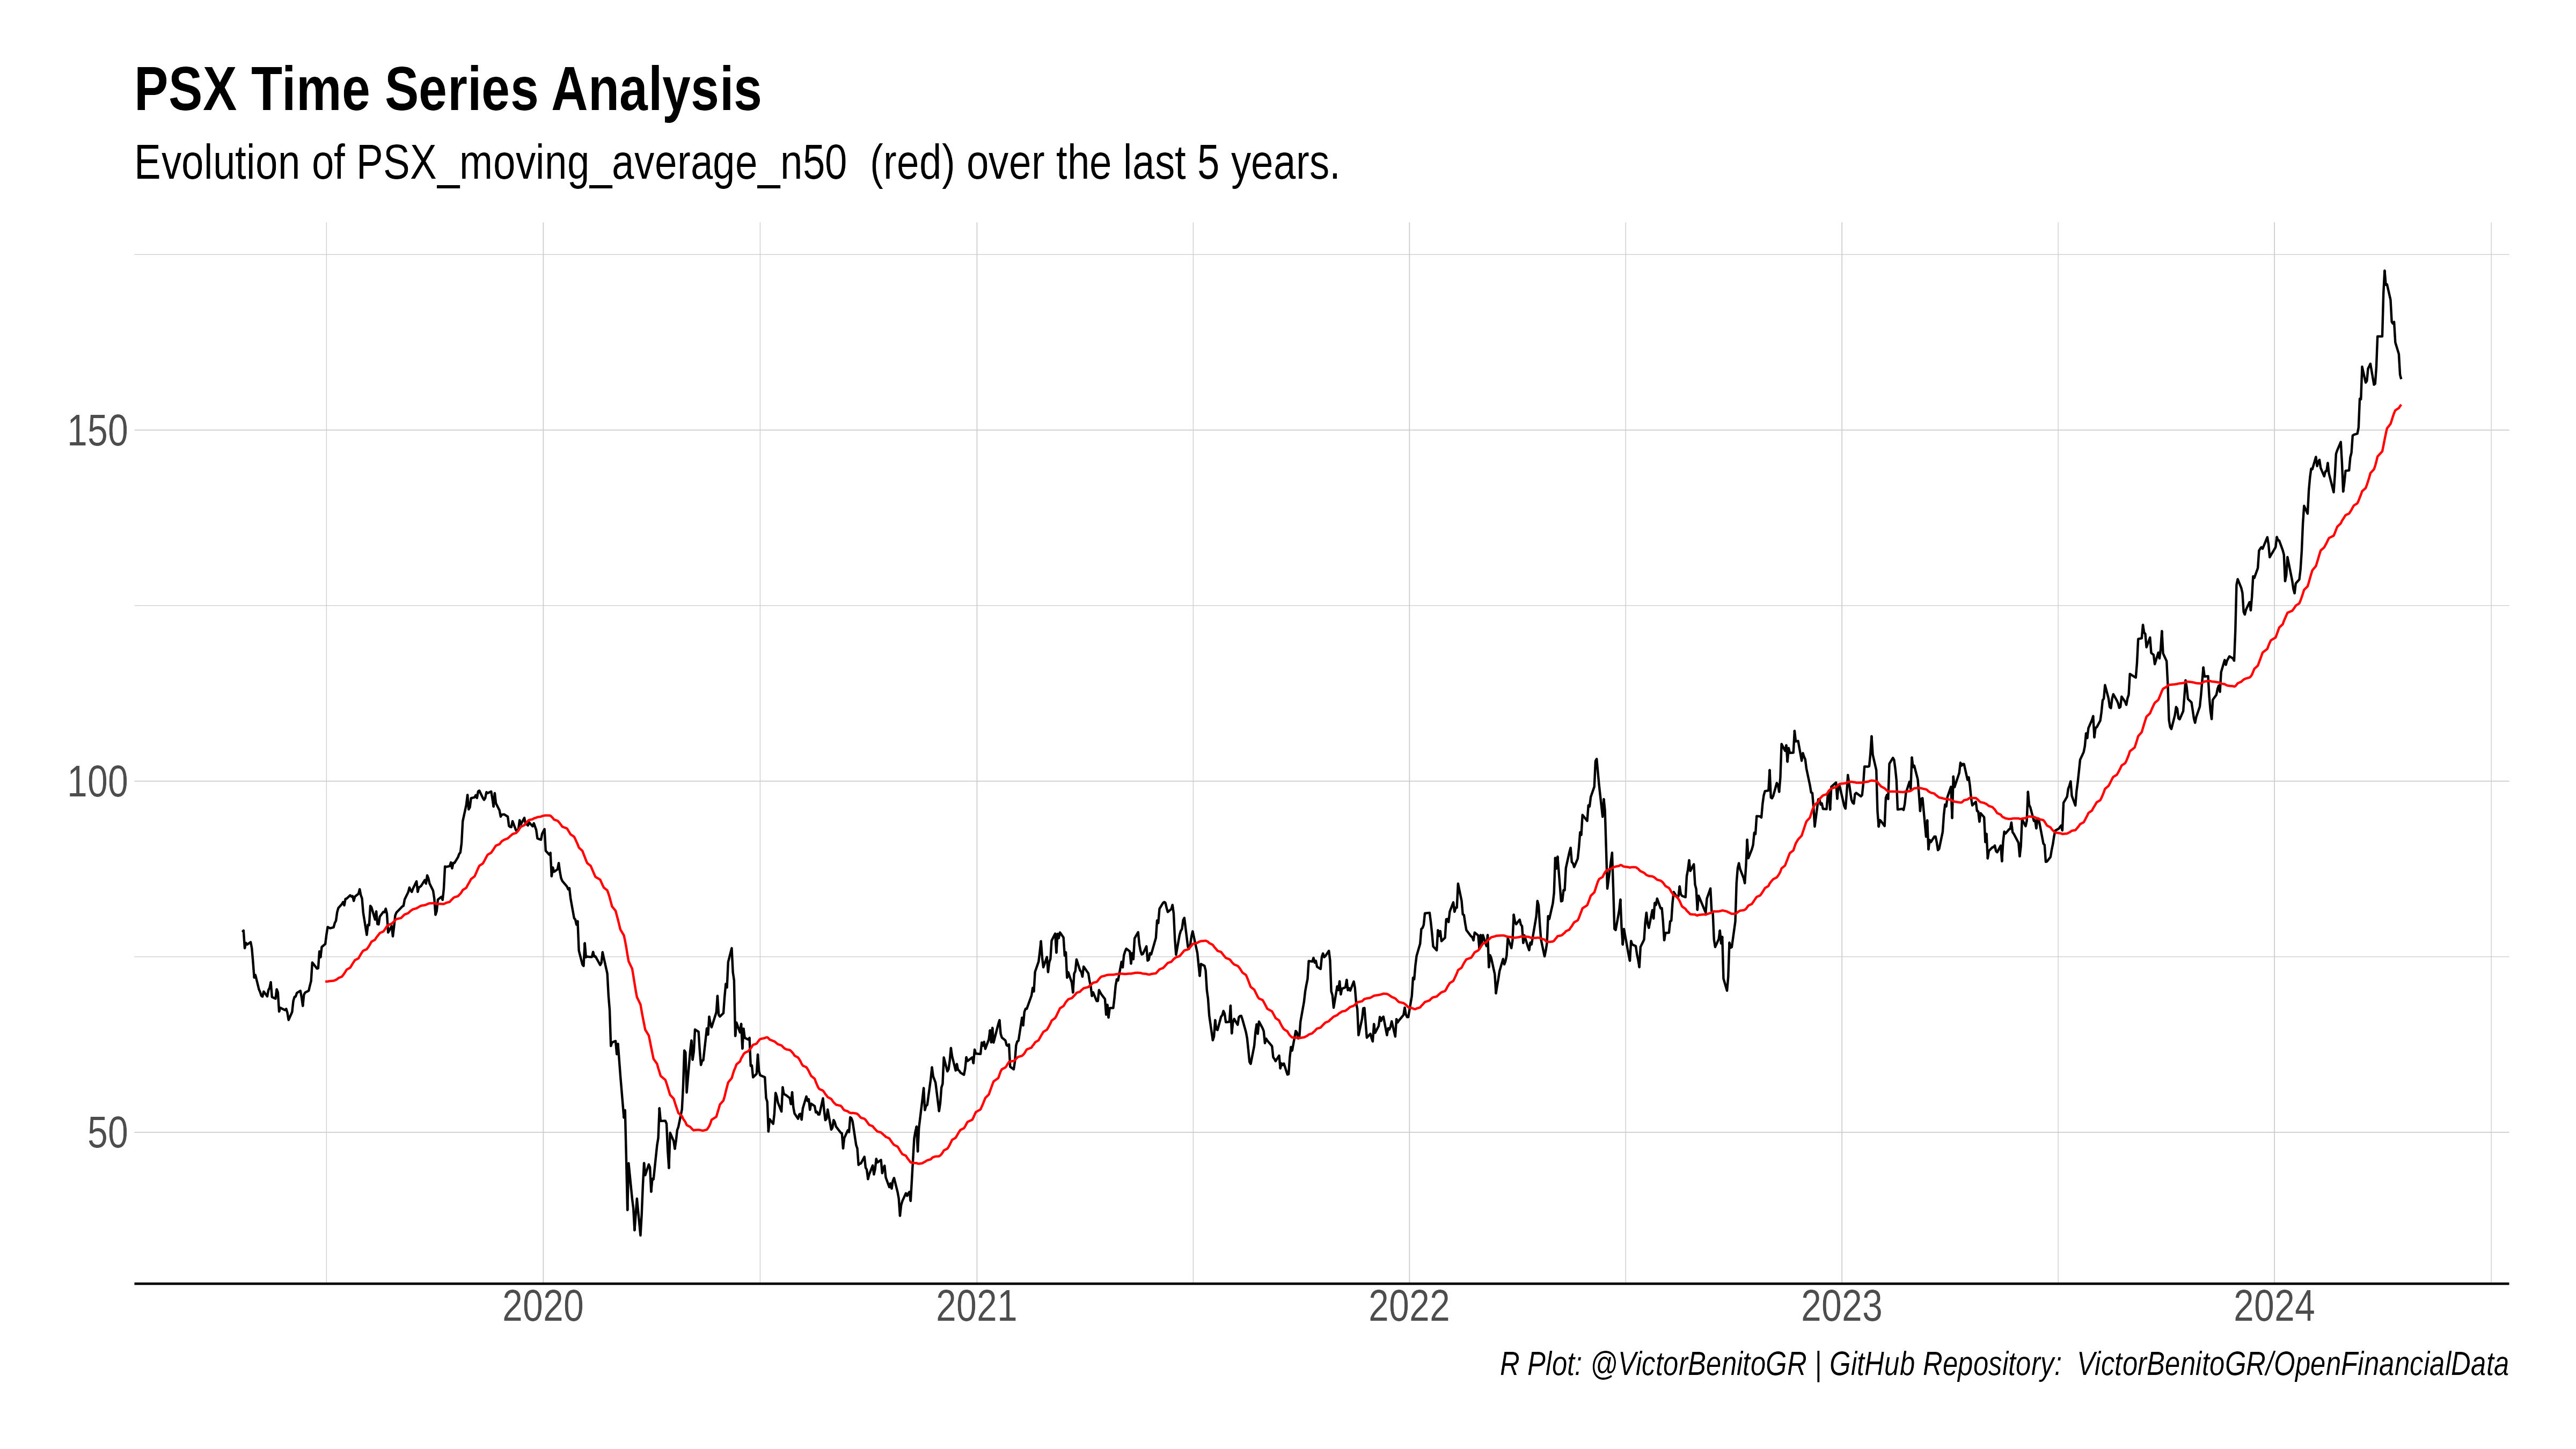 PSX Time Series Analysis
Evolution of PSX_moving_average_n50  (red) over the last 5 years.
150
100
50
2020 2021 2022 2023 2024
R Plot: @VictorBenitoGR | GitHub Repository:  VictorBenitoGR/OpenFinancialData